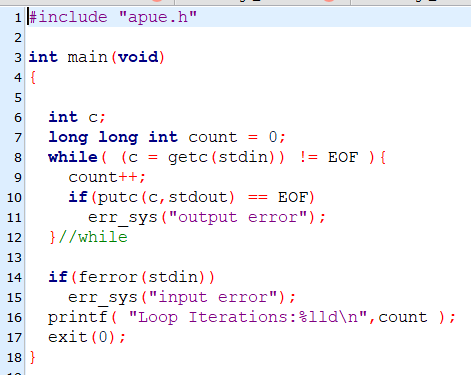 1 #include "apue.h"
2
3 int main(void)
4 {
5
6   int c;
7   long long int count = 0;
8   while( (c = getc(stdin)) != EOF ){
9     count++;
10     if(putc(c,stdout) == EOF)
11       err_sys("output error");
12   }//while
13
14   if(ferror(stdin))
15     err_sys("input error");
16   printf( "Loop Iterations:%lld\n",count );
17   exit(0);
18 }